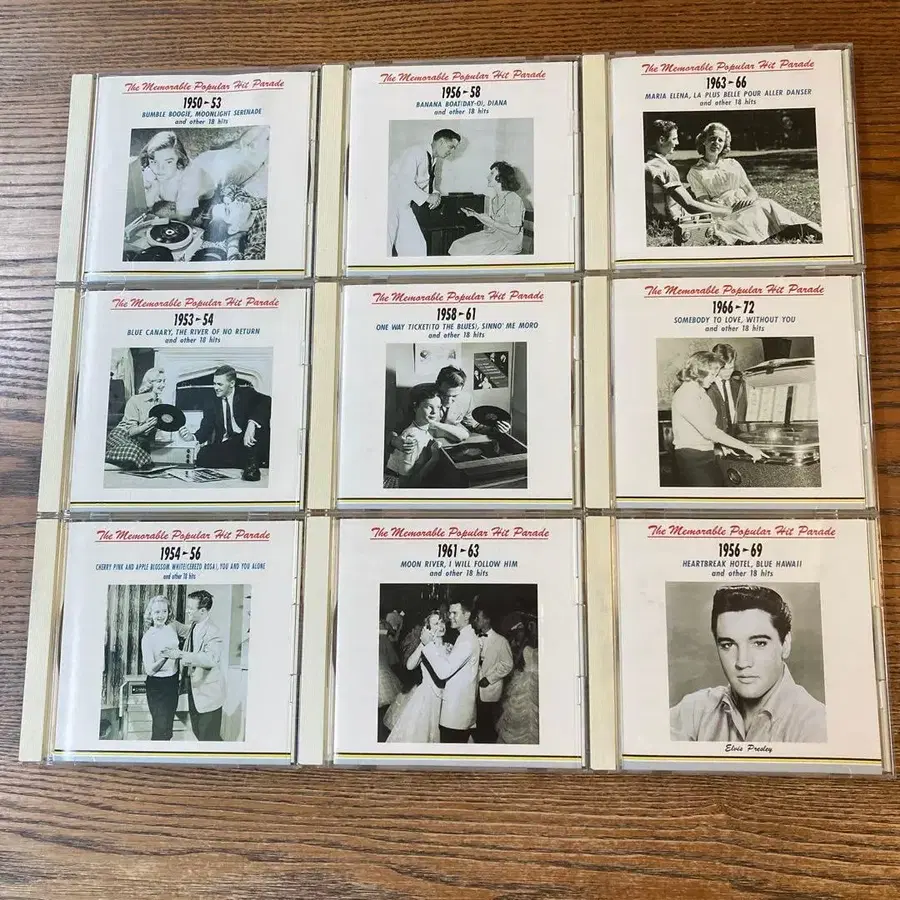 The Memorable Popular Hit Parade
1950-53
BUMBLE BOOGIE, MOONLIGHT SERENADE
and other 18 hits
The Memorable Popular Hit Parade
1956-58
BANANA BOAT(DAY-O), DIANA
and other 18 hits
The Memorable Popular Hit Parade
1963-66
MARIA ELENA, LA PLUS BELLE POUR ALLER DANSER
and other 18 hits
The Memorable Popular Hit Parade
1953-54
BLUE CANARY, THE RIVER OF NO RETURN
and other 18 hits
The Memorable Popular Hit Parade
1958-61
ONE WAY TICKET(TO THE BLUES), SINNO' ME MORO
and other 18 hits
The Memorable Popular Hit Parade
1966-72
SOMEBODY TO LOVE, WITHOUT YOU
and other 18 hits
The Memorable Popular Hit Parade
1954-56
CHERRY PINK AND APPLE BLOSSOM WHITE(CEREZO ROSA), YOU AND YOU ALONE
and other 18 hits
The Memorable Popular Hit Parade
1961-63
MOON RIVER, I WILL FOLLOW HIM
and other 18 hits
The Memorable Popular Hit Parade
1956-69
HEARTBREAK HOTEL, BLUE HAWAII
and other 18 hits
Elvis Presley